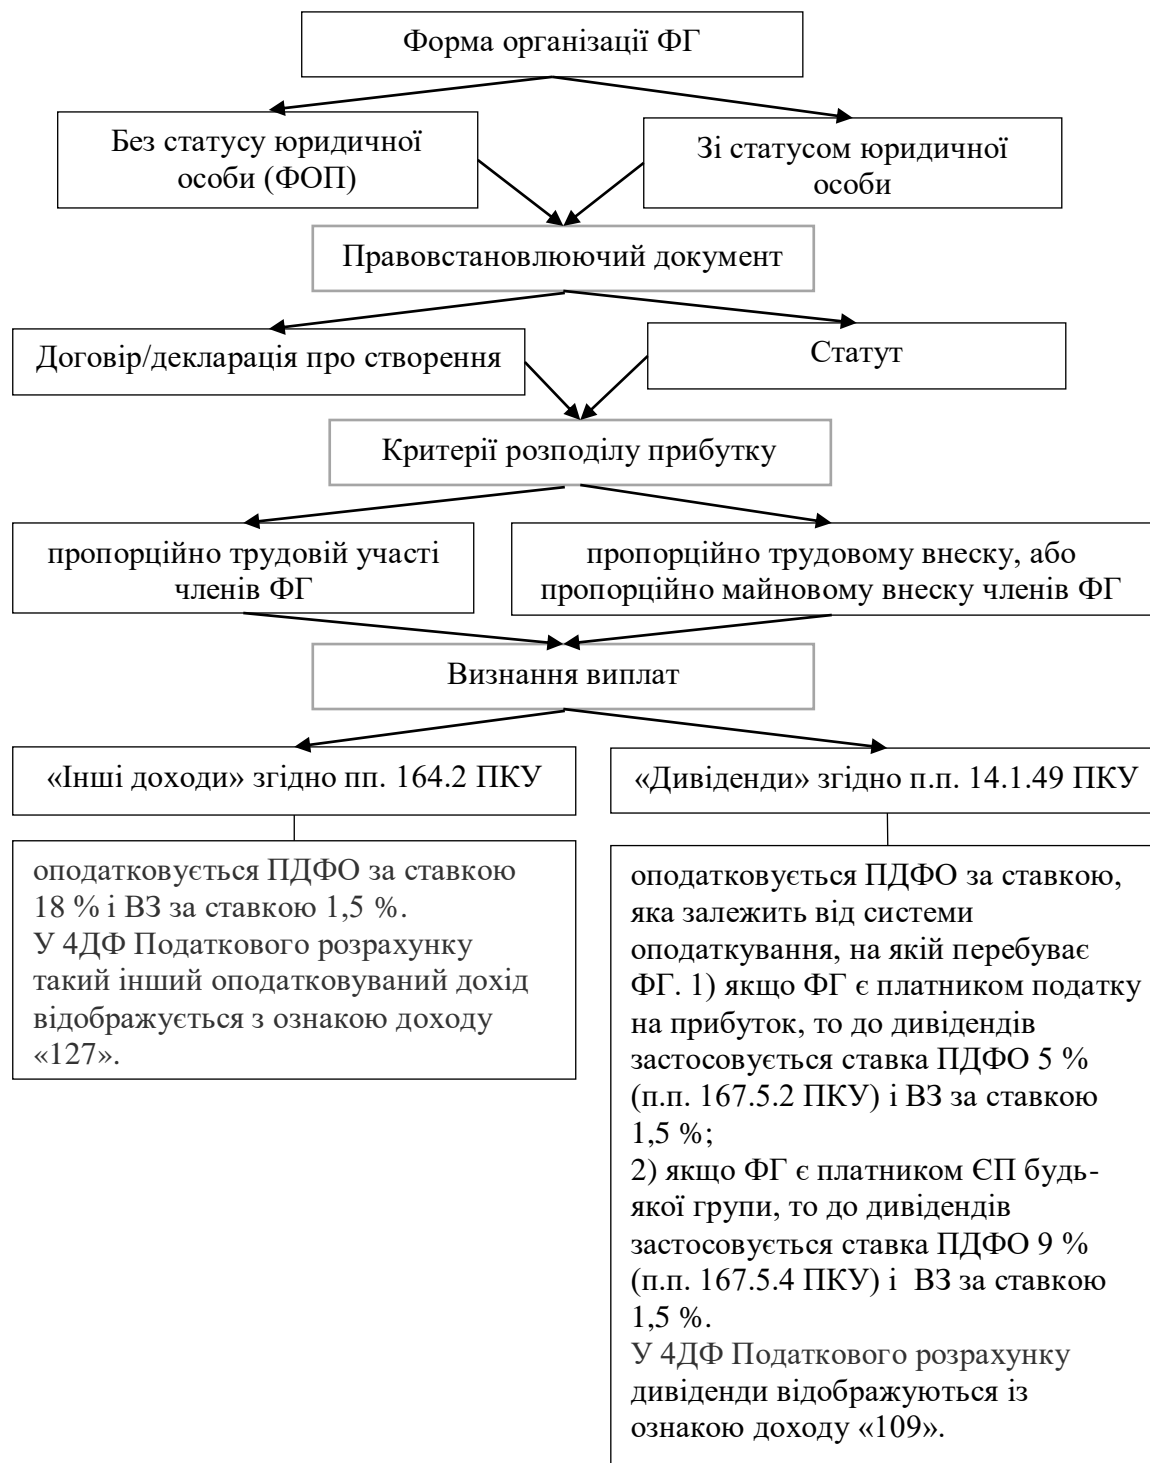 Форма організації ФГ
Без статусу юридичної
особи (ФОП)
Зі статусом юридичної
особи
Правовстановлюючий документ
Договір/декларація про створення
Статут
Критерії розподілу прибутку
пропорційно трудовій участі
членів ФГ
пропорційно трудовому внеску, або
пропорційно майновому внеску членів ФГ
Визнання виплат
«Інші доходи» згідно пп. 164.2 ПКУ
«Дивіденди» згідно п.п. 14.1.49 ПКУ
оподатковується ПДФО за ставкою
18 % і ВЗ за ставкою 1,5 %.
У 4ДФ Податкового розрахунку
такий інший оподатковуваний дохід
відображується з ознакою доходу
«127».
оподатковується ПДФО за ставкою,
яка залежить від системи
оподаткування, на якій перебуває
ФГ. 1) якщо ФГ є платником податку
на прибуток, то до дивідендів
застосовується ставка ПДФО 5 %
(п.п. 167.5.2 ПКУ) і ВЗ за ставкою
1,5 %;
2) якщо ФГ є платником ЄП будь-
якої групи, то до дивідендів
застосовується ставка ПДФО 9 %
(п.п. 167.5.4 ПКУ) і  ВЗ за ставкою
1,5 %.
У 4ДФ Податкового розрахунку
дивіденди відображуються із
ознакою доходу «109».